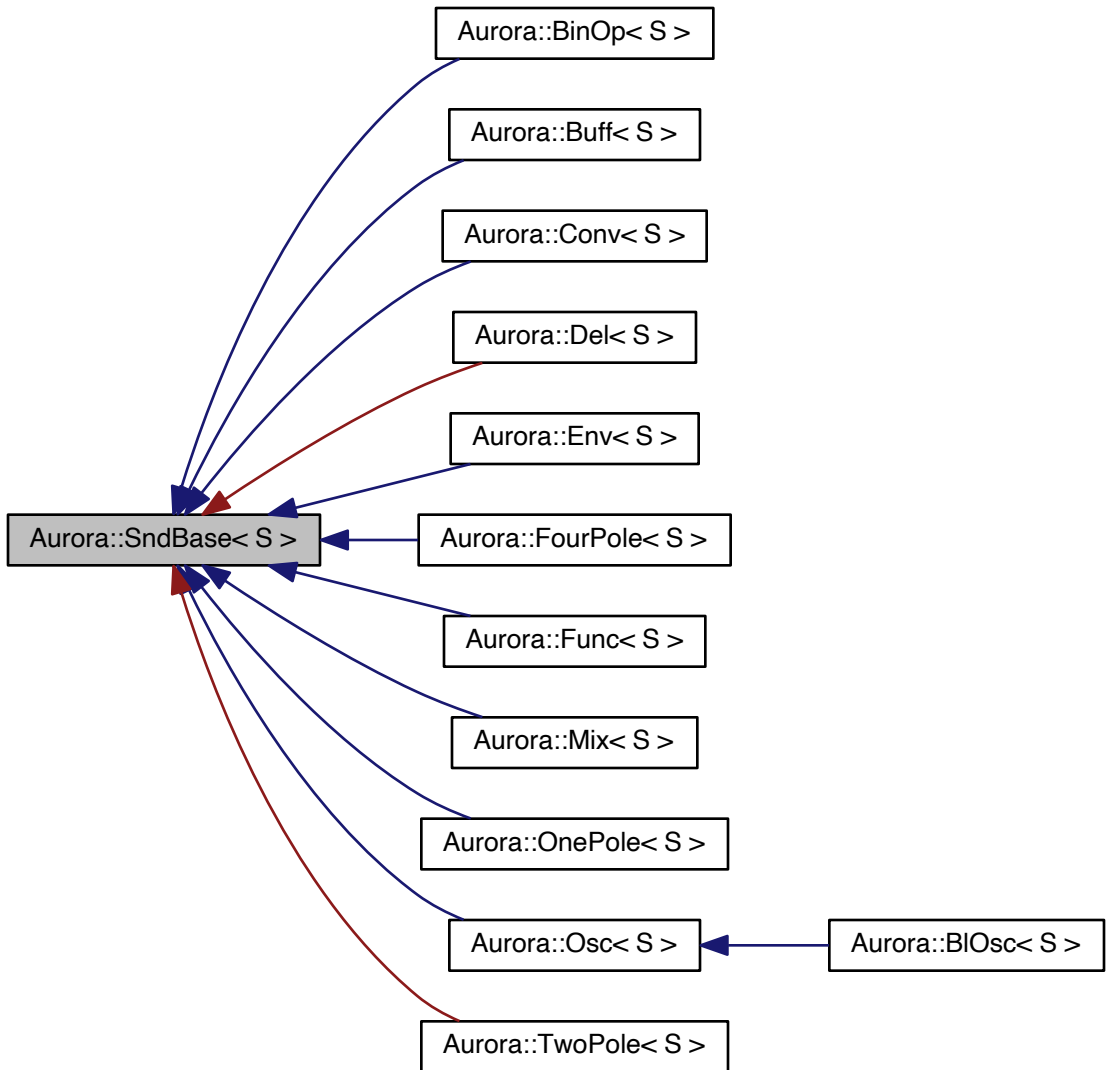 Aurora::BinOp< S >
Aurora::Buff< S >
Aurora::Conv< S >
Aurora::Del< S >
Aurora::Env< S >
Aurora::SndBase< S >
Aurora::FourPole< S >
Aurora::Func< S >
Aurora::Mix< S >
Aurora::OnePole< S >
Aurora::Osc< S >
Aurora::BlOsc< S >
Aurora::TwoPole< S >